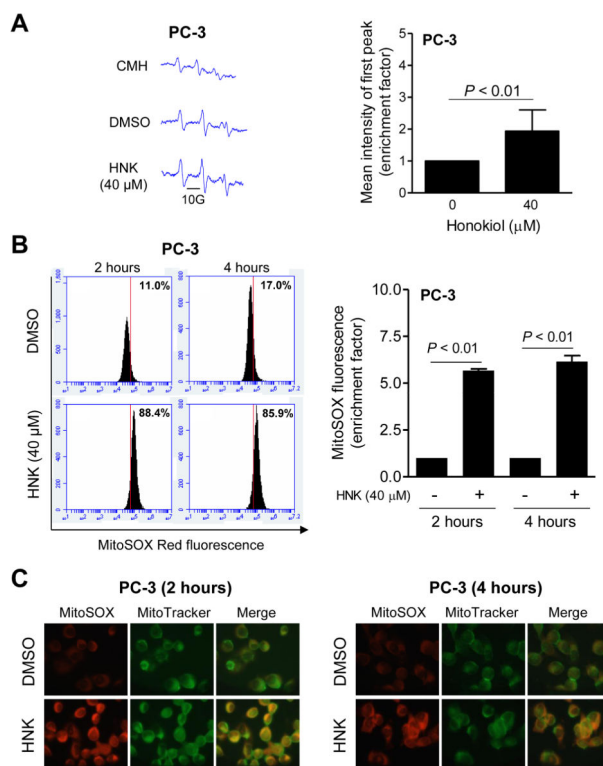 A
PC-3
CMH
DMSO
HNK
(40 µM)
10G
Mean intensity of first peak
(enrichment factor)
5
4
3
2
1
0
PC-3
P < 0.01
0
40
Honokiol (µM)
B
PC-3
2 hours
4 hours
DMSO
11.0%
17.0%
HNK (40 µM)
88.4%
85.9%
MitoSOX Red fluorescence
MitoSOX fluorescence
(enrichment factor)
10.0
7.5
5.0
2.5
0.0
PC-3
P < 0.01
P < 0.01
HNK (40 µM)
- + - +
2 hours
4 hours
C
PC-3 (2 hours)
MitoSOX MitoTracker Merge
DMSO
HNK
PC-3 (4 hours)
MitoSOX MitoTracker Merge
DMSO
HNK